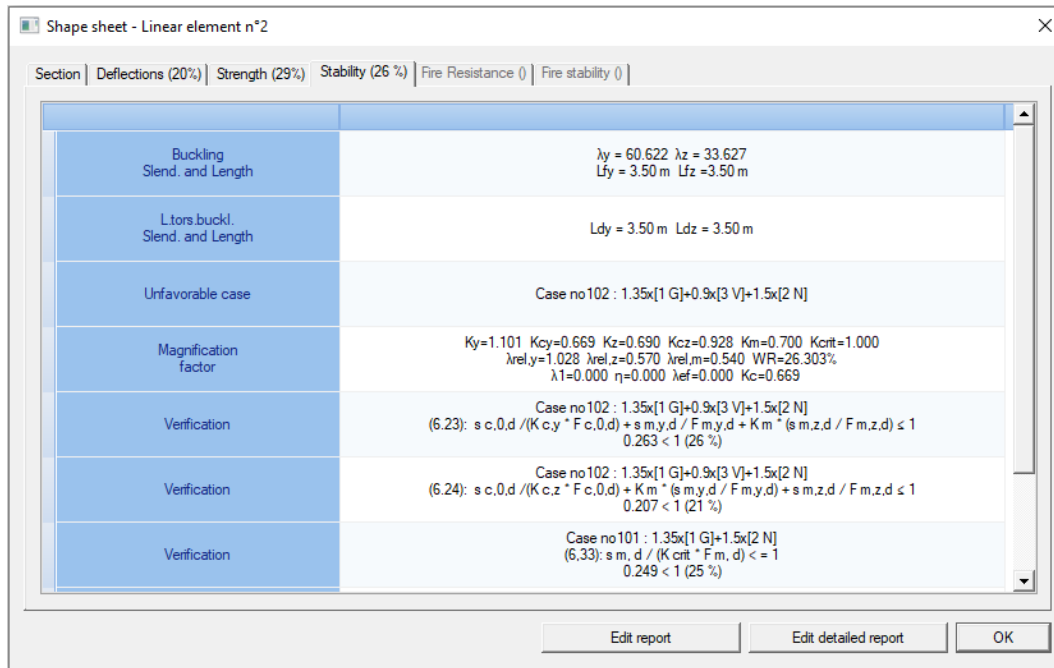 Shape sheet - Linear element n°2
Section
Deflections (20%)
Strength (29%)
Stability (26 %)
Fire Resistance ()
Fire stability ()
Buckling
Slend. and Length
λy = 60.622 λz = 33.627
Lfy = 3.50 m Lfz =3.50 m
L.tors.buckl.
Slend. and Length
Ldy = 3.50 m Ldz = 3.50 m
Unfavorable case
Case no102 : 1.35x[1 G]+0.9x[3 V]+1.5x[2 N]
Magnification
factor
Ky=1.101 Kcy=0.669 Kz=0.690 Kcz=0.928 Km=0.700 Kcrit=1.000
λrel,y=1.028 λrel,z=0.570 λrel,m=0.540 WR=26.303%
λ1=0.000 η=0.000 λef=0.000 Kc=0.669
Verification
Case no102 : 1.35x[1 G]+0.9x[3 V]+1.5x[2 N]
(6.23): s c,0,d /(K c,y * F c,0,d) + s m,y,d / F m,y,d + K m * (s m,z,d / F m,z,d) ≤ 1
0.263 < 1 (26 %)
Verification
Case no102 : 1.35x[1 G]+0.9x[3 V]+1.5x[2 N]
(6.24): s c,0,d /(K c,z * F c,0,d) + K m * (s m,y,d / F m,y,d) + s m,z,d / F m,z,d ≤ 1
0.207 < 1 (21 %)
Verification
Case no101 : 1.35x[1 G]+1.5x[2 N]
(6,33): s m, d / (K crit * F m, d) < = 1
0.249 < 1 (25 %)
Edit report
Edit detailed report
OK